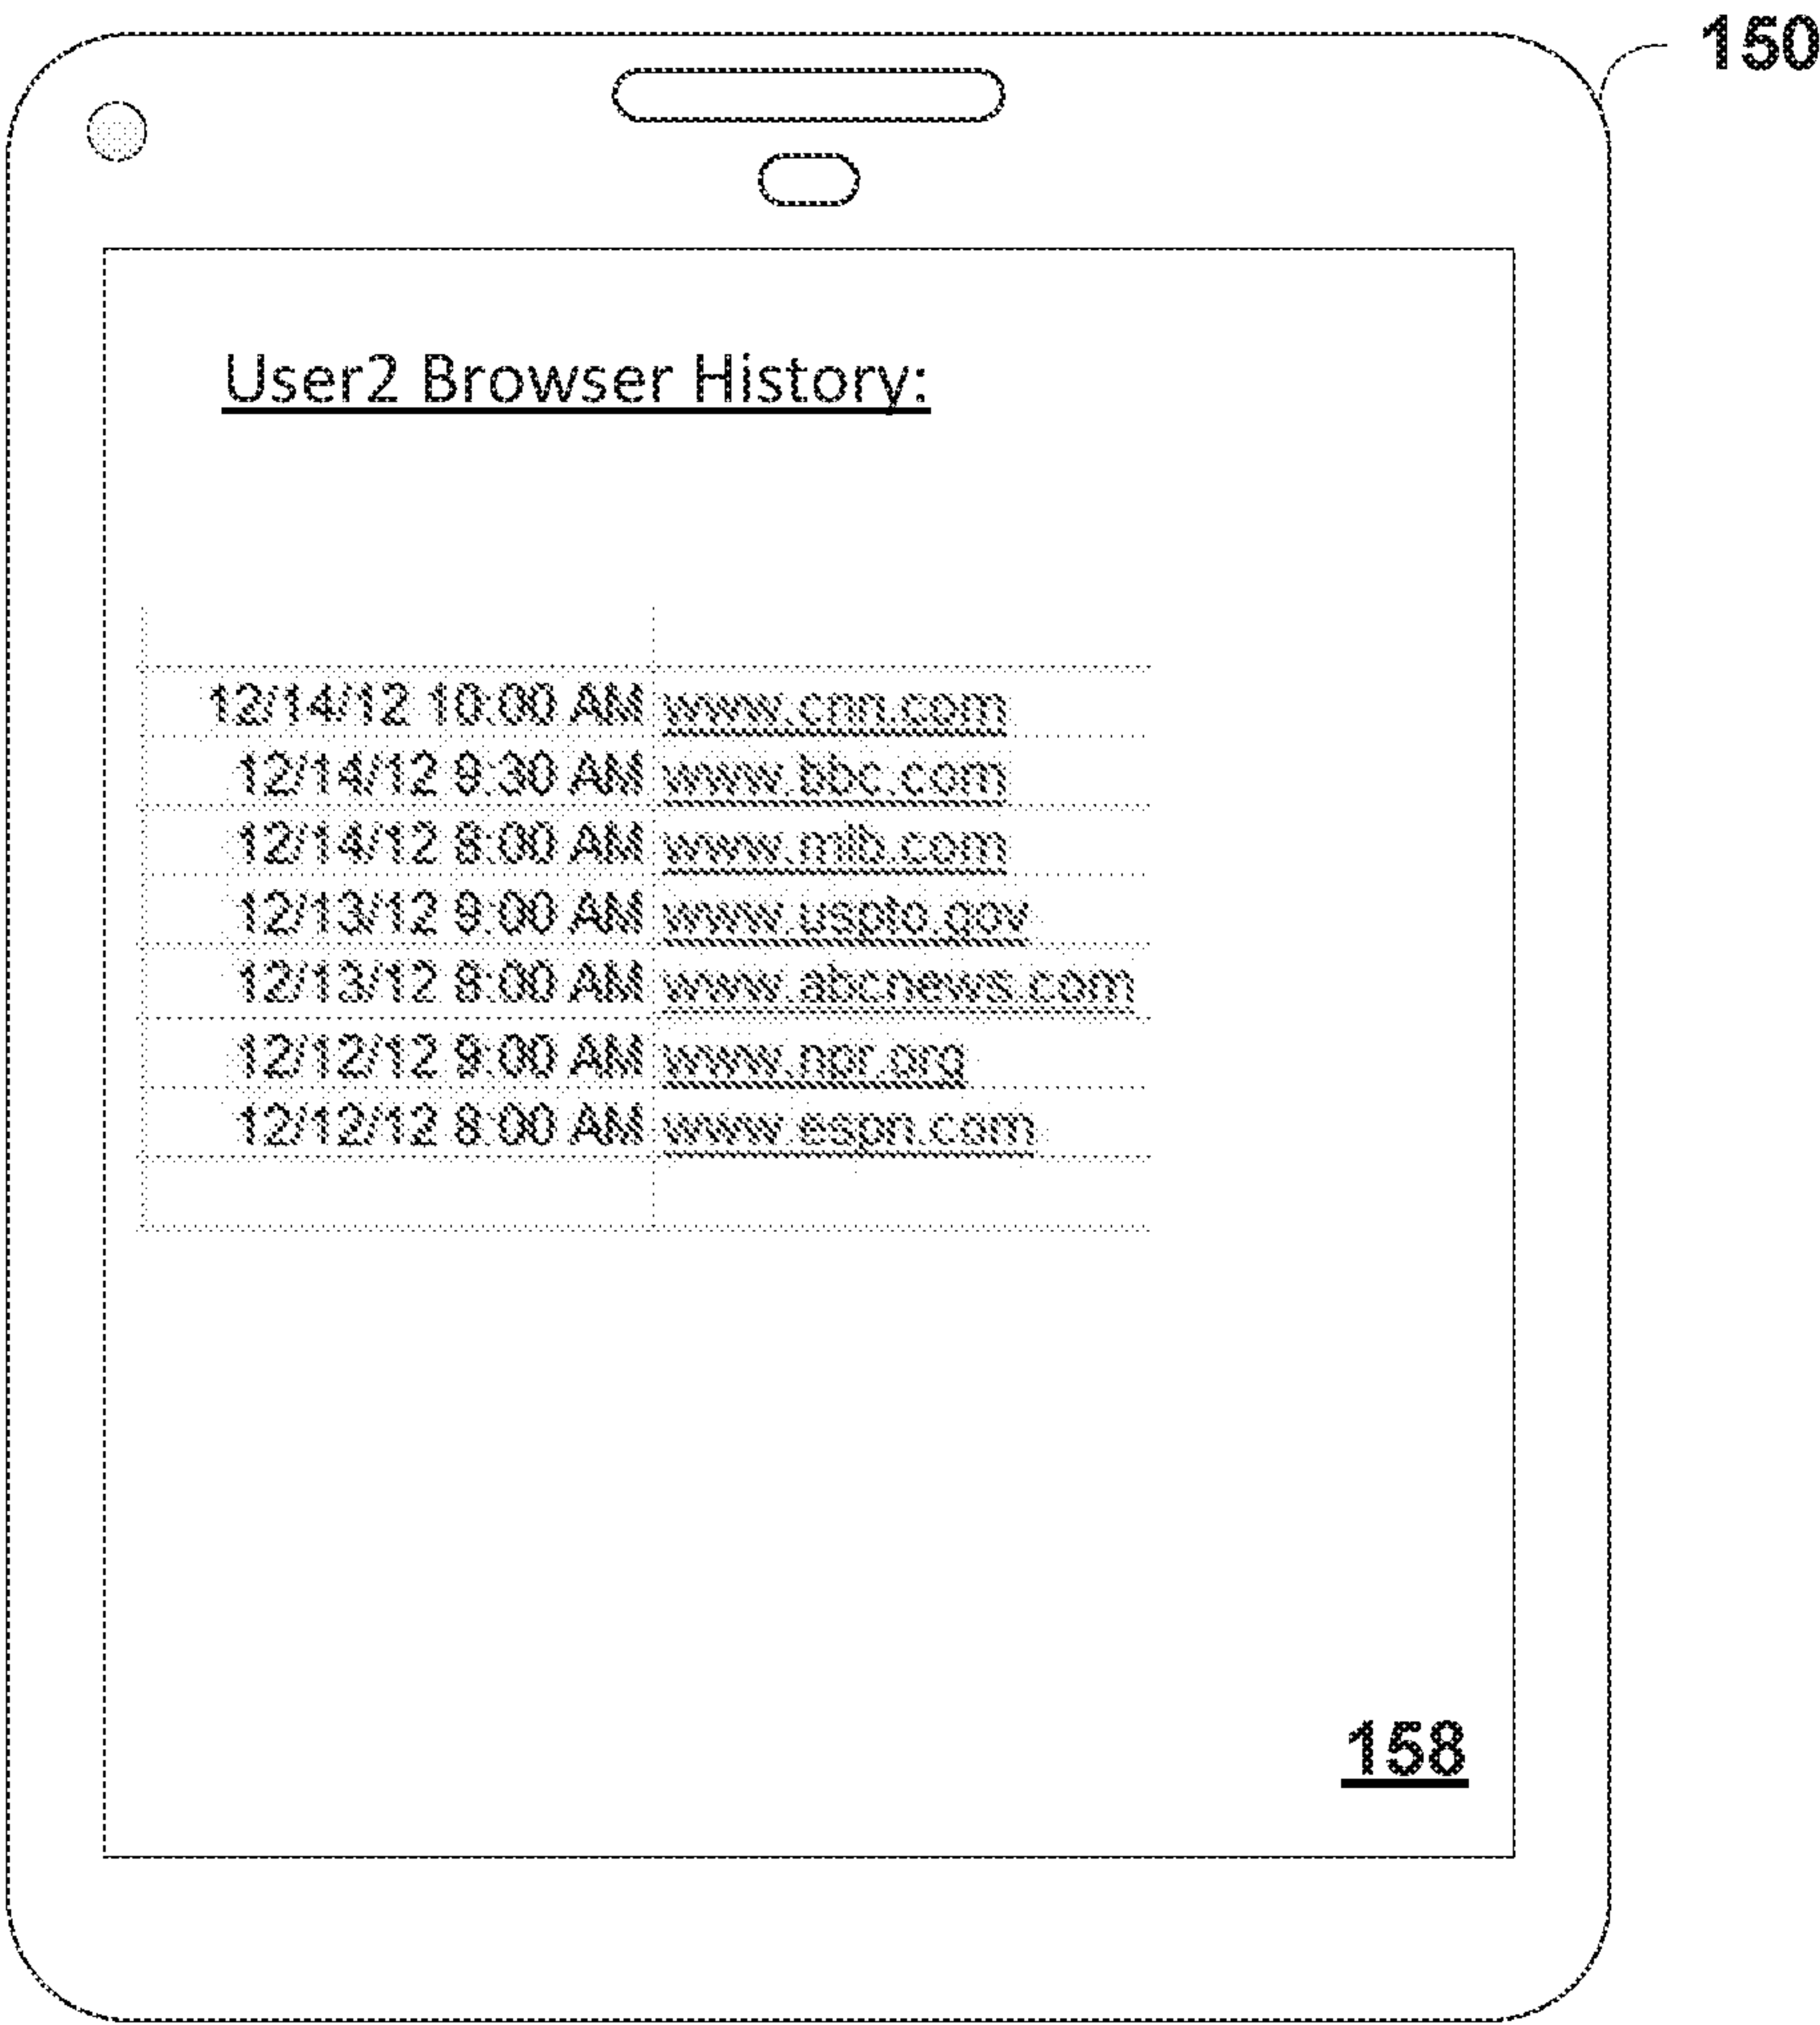 150
User2 Browser History:
12/14/12 10:00 AM www.cnn.com
12/14/12 9:30 AM www.bbc.com
12/14/12 8:00 AM www.mlb.com
12/13/12 9:00 AM www.uspto.gov
12/13/12 8:00 AM www.abcnews.com
12/12/12 9:00 AM www.npr.org
12/12/12 8:00 AM www.espn.com
158